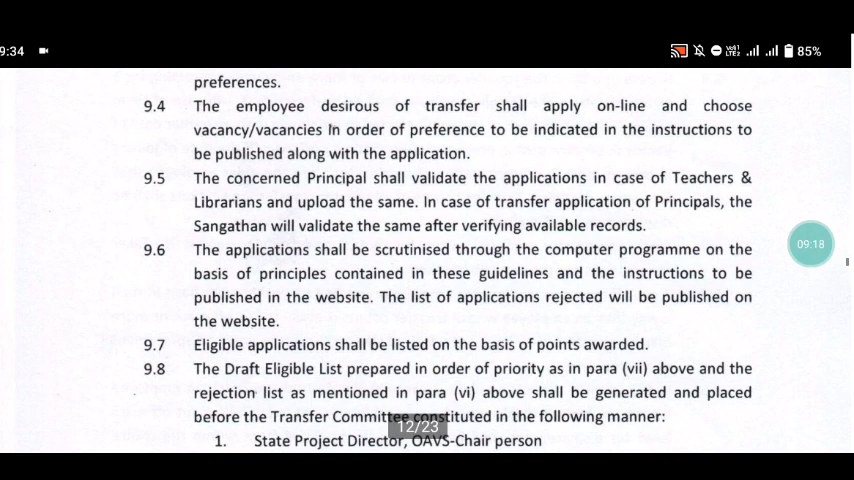 9:34
Vo)) LTE2 85%
preferences.
9.4 The employee desirous of transfer shall apply on-line and choose
vacancy/vacancies in order of preference to be indicated in the instructions to
be published along with the application.
9.5 The concerned Principal shall validate the applications in case of Teachers &
Librarians and upload the same. In case of transfer application of Principals, the
Sangathan will validate the same after verifying available records.
09:18
9.6 The applications shall be scrutinised through the computer programme on the
basis of principles contained in these guidelines and the instructions to be
published in the website. The list of applications rejected will be published on
the website.
9.7 Eligible applications shall be listed on the basis of points awarded.
9.8 The Draft Eligible List prepared in order of priority as in para (vii) above and the
rejection list as mentioned in para (vi) above shall be generated and placed
before the Transfer Committee constituted in the following manner:
12/23
1. State Project Director, OAVS-Chair person